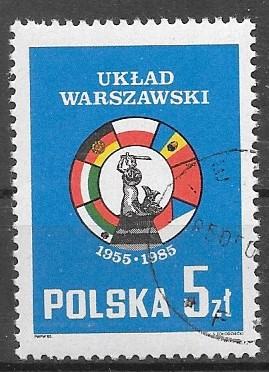 UKŁAD
WARSZAWSKI
1955 • 1985
POLSKA 5zł